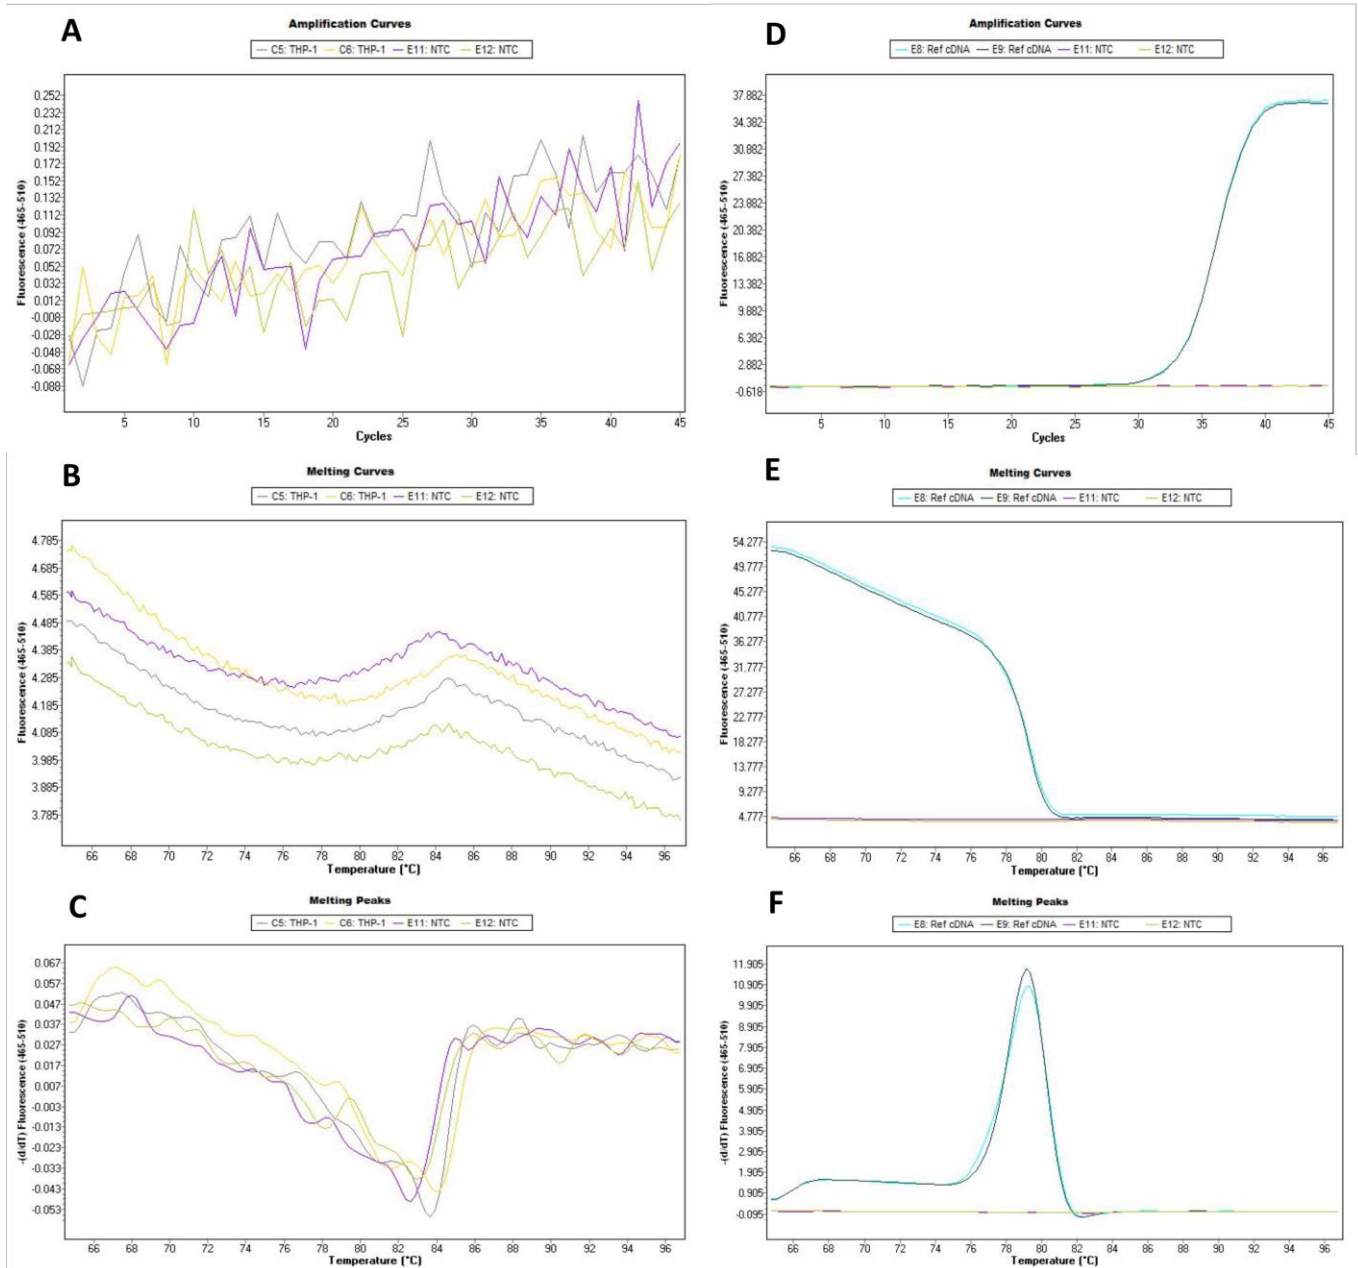 A
Amplification Curves
C5: THP-1 C6: THP-1 E11: NTC E12: NTC
Fluorescence (465-510)
0.252
0.232
0.212
0.192
0.172
0.152
0.132
0.112
0.092
0.072
0.052
0.032
0.012
-0.008
-0.028
-0.048
-0.068
-0.088
5 10 15 20 25 30 35 40 45
Cycles
D
Amplification Curves
E8: Ref cDNA E9: Ref cDNA E11: NTC E12: NTC
Fluorescence (465-510)
37.882
34.382
30.882
27.382
23.882
20.382
16.882
13.382
9.882
6.382
2.882
-0.618
5 10 15 20 25 30 35 40 45
Cycles
B
Melting Curves
C5: THP-1 C6: THP-1 E11: NTC E12: NTC
Fluorescence (465-510)
4.785
4.685
4.585
4.485
4.385
4.285
4.185
4.085
3.985
3.885
3.785
66 68 70 72 74 76 78 80 82 84 86 88 90 92 94 96
Temperature (°C)
E
Melting Curves
E8: Ref cDNA E9: Ref cDNA E11: NTC E12: NTC
Fluorescence (465-510)
54.277
49.777
45.277
40.777
36.277
31.777
27.277
22.777
18.277
13.777
9.277
4.777
66 68 70 72 74 76 78 80 82 84 86 88 90 92 94 96
Temperature (°C)
C
Melting Peaks
C5: THP-1 C6: THP-1 E11: NTC E12: NTC
-(d/dT) Fluorescence (465-510)
0.067
0.057
0.047
0.037
0.027
0.017
0.007
-0.003
-0.013
-0.023
-0.033
-0.043
-0.053
66 68 70 72 74 76 78 80 82 84 86 88 90 92 94 96
Temperature (°C)
F
Melting Peaks
E8: Ref cDNA E9: Ref cDNA E11: NTC E12: NTC
-(d/dT) Fluorescence (465-510)
11.905
10.905
9.905
8.905
7.905
6.905
5.905
4.905
3.905
2.905
1.905
0.905
-0.095
66 68 70 72 74 76 78 80 82 84 86 88 90 92 94 96
Temperature (°C)